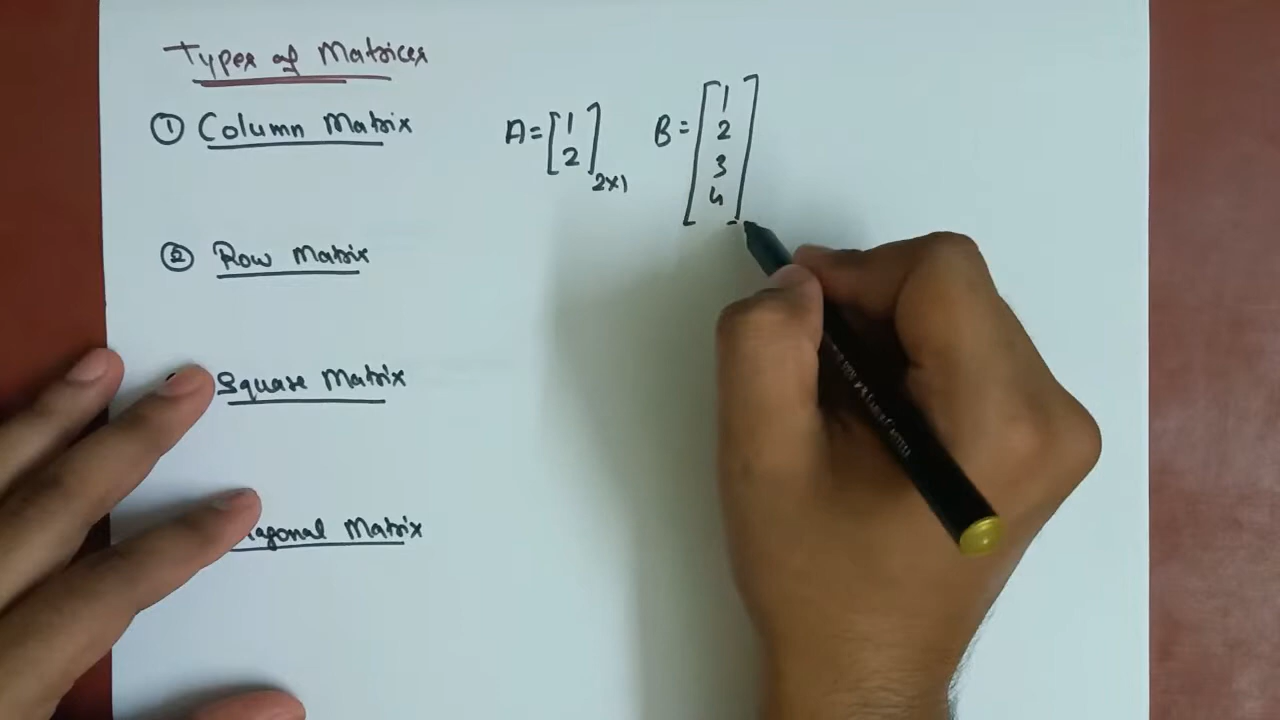 Types of Matrices
① Column Matrix
A = [1 2] 2×1
B = [1 2 3 4]
② Row Matrix
Square Matrix
Matrix